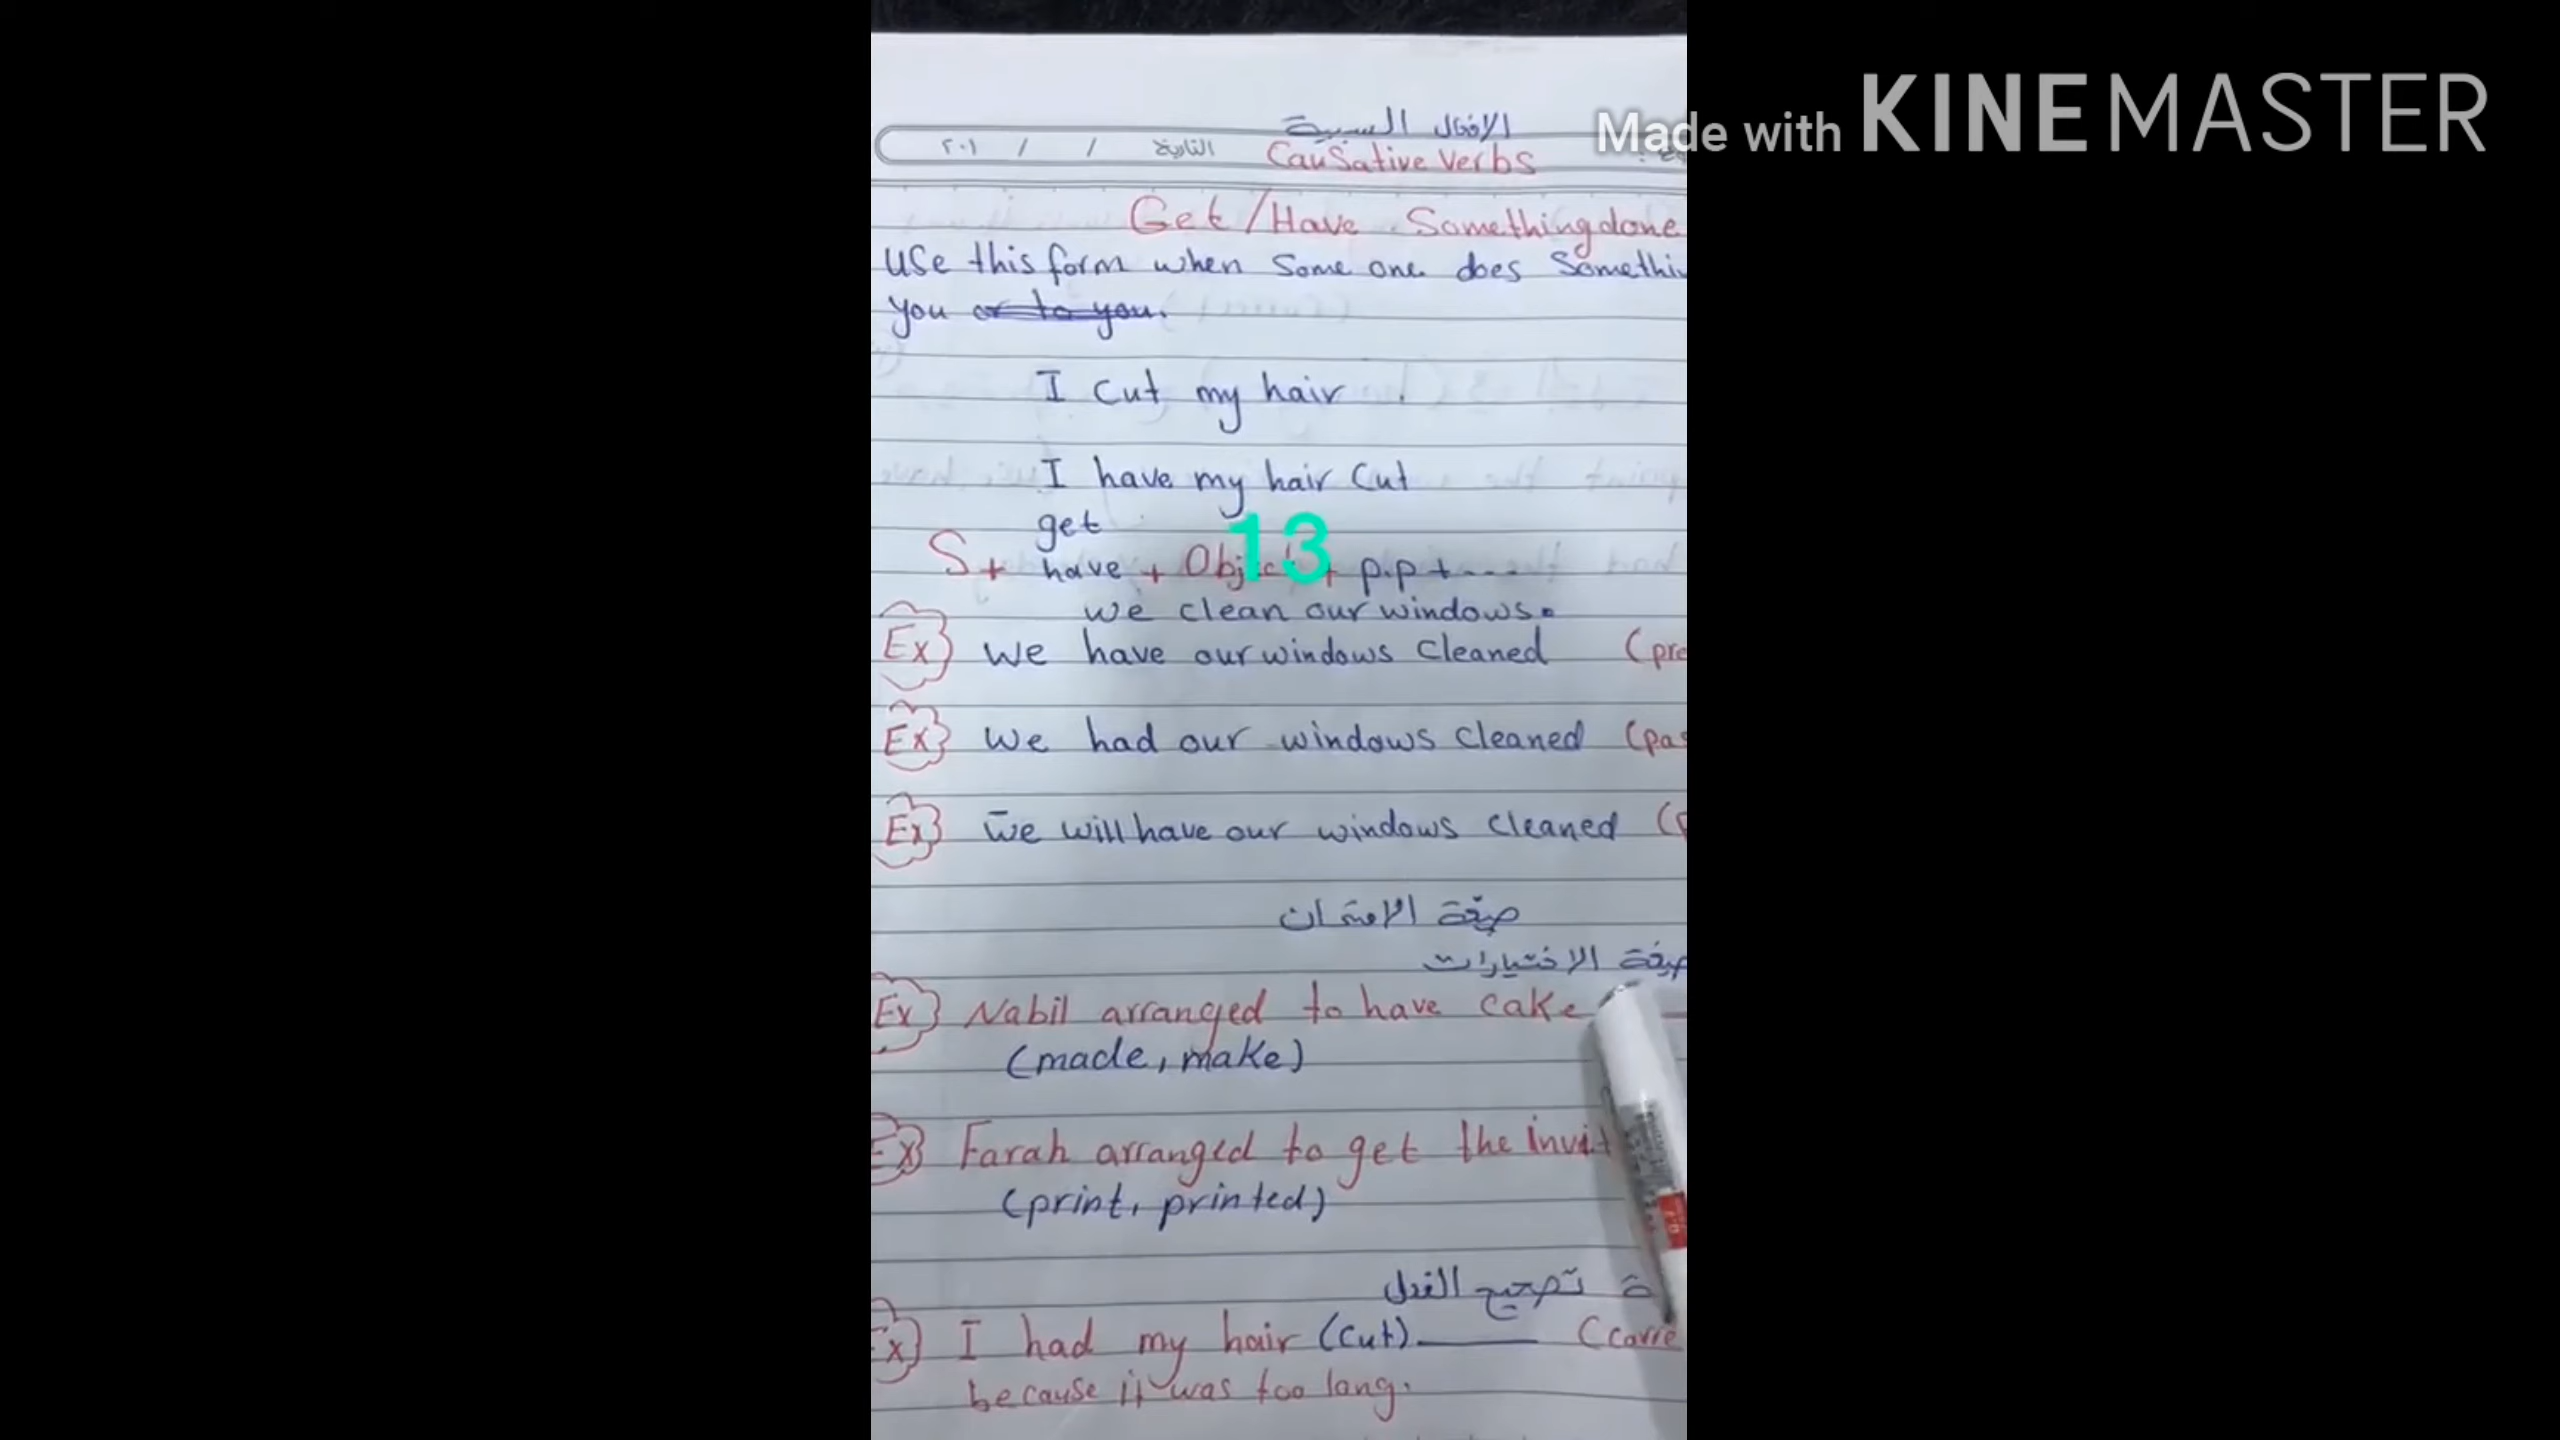 Made with KINEMASTER
الافعال السببية
التاريخ / / ٢٠١
Causative Verbs
Get/Have Something done
Use this form when some one does Somethi
you or to you.
I cut my hair
I have my hair Cut
get
13
S + have + Object + p.p + ----
we clean our windows.
Ex we have our windows Cleaned (pre
Ex we had our windows cleaned (pas
Ex we will have our windows cleaned (
صيغة الامتحان
صيغة الاختيارات
Ex Nabil arranged to have cake
(made, make)
Ex Farah arranged to get the invit
(print, printed)
تصحيح الفعل
Ex I had my hair (cut) (corre
because it was too long.